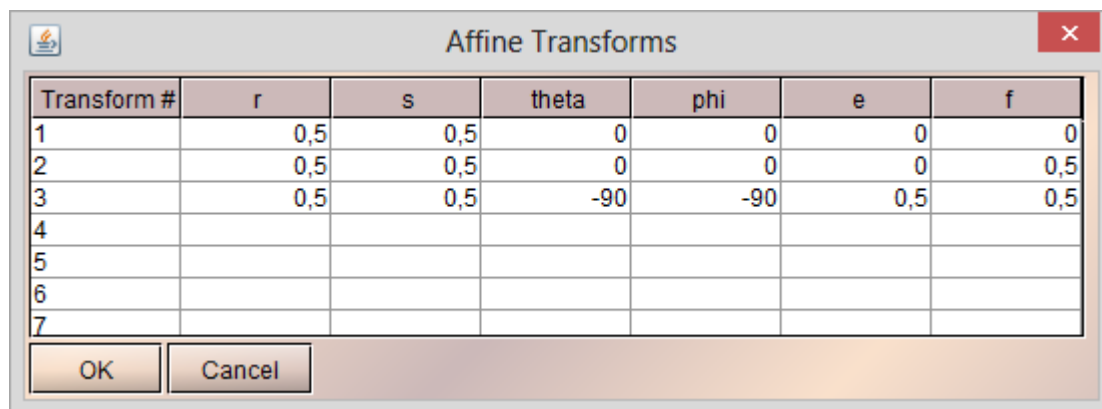 Affine Transforms
Transform # r s theta phi e f
1 0,5 0,5 0 0 0 0
2 0,5 0,5 0 0 0 0,5
3 0,5 0,5 -90 -90 0,5 0,5
4
5
6
7
OK Cancel